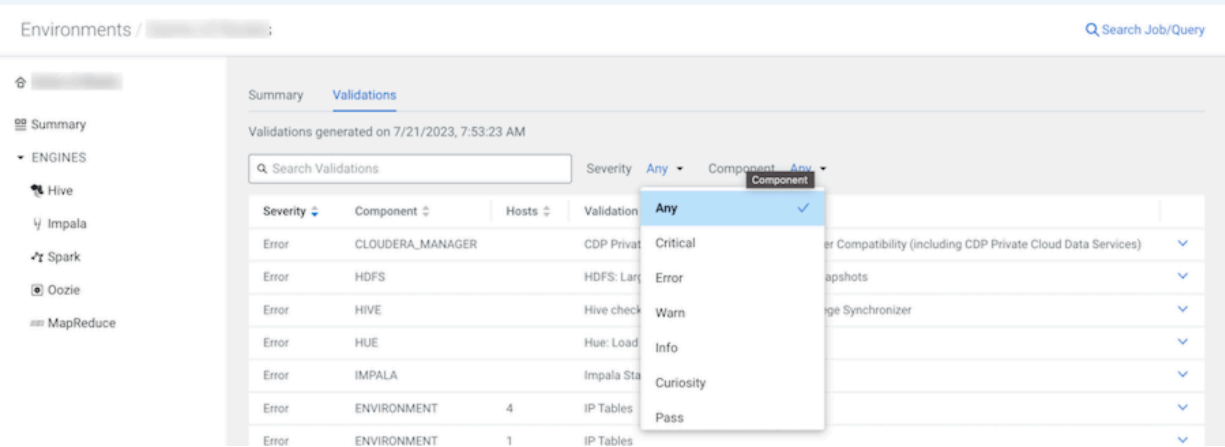 Environments /
Search Job/Query
Summary
ENGINES
Hive
Impala
Spark
Oozie
MapReduce
Summary Validations
Validations generated on 7/21/2023, 7:53:23 AM
Search Validations Severity Any Component Any
Component
Severity Component Hosts Validation
Error CLOUDERA_MANAGER CDP Privat er Compatibility (including CDP Private Cloud Data Services)
Error HDFS HDFS: Larg apshots
Error HIVE Hive check ege Synchronizer
Error HUE Hue: Load
Error IMPALA Impala Sta
Error ENVIRONMENT 4 IP Tables
Error ENVIRONMENT 1 IP Tables
Any
Critical
Error
Warn
Info
Curiosity
Pass